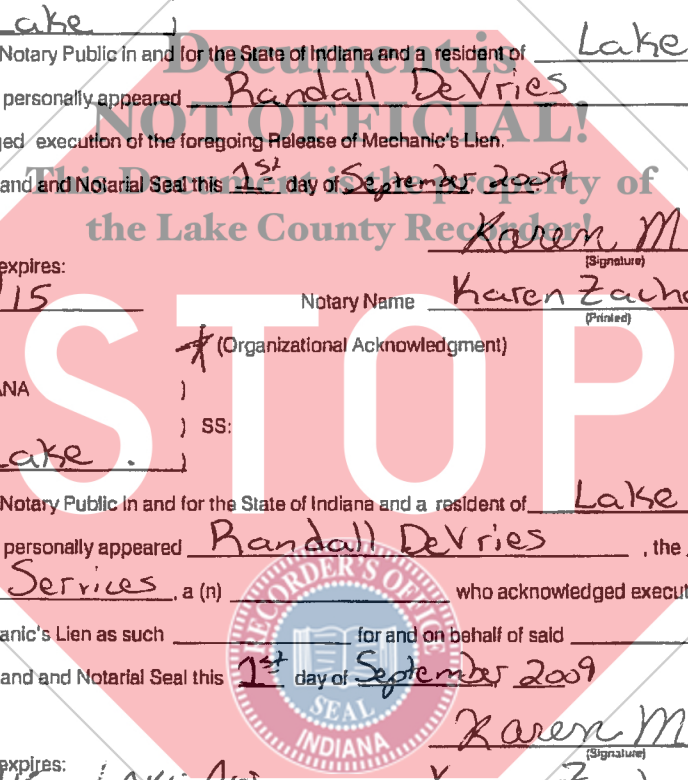 Lake )
Notary Public in and for the State of Indiana and a resident of Lake
personally appeared Randall DeVries
ged execution of the foregoing Release of Mechanic's Lien.
and and Notarial Seal this 1st day of September, 2009
Document is
NOT OFFICIAL!
This Document is the property of
the Lake County Recorder!
Karen M
(Signature)
expires:
/15
Notary Name Karen Zacha
(Printed)
STOP
(Organizational Acknowledgment)
ANA )
) SS:
Lake )
Notary Public in and for the State of Indiana and a resident of Lake
personally appeared Randall DeVries, the
Services, a (n) who acknowledged execut
anic's Lien as such for and on behalf of said
and and Notarial Seal this 1st day of September 2009
RECORDER'S OFFICE
SEAL
INDIANA
Karen M
(Signature)
expires: